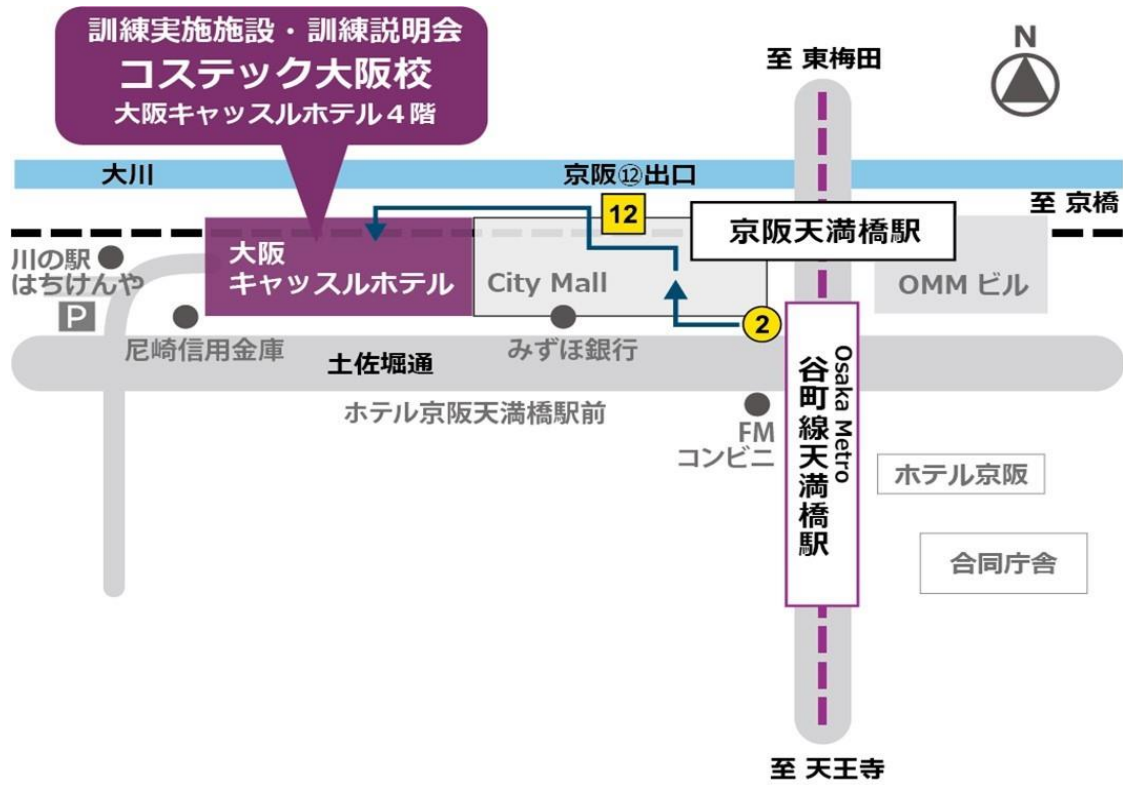 訓練実施施設・訓練説明会
コステック大阪校
大阪キャッスルホテル4階
至 東梅田
N
大川
京阪⑫出口
至 京橋
12
京阪天満橋駅
川の駅
はちけんや
P
大阪
キャッスルホテル
City Mall
OMM ビル
2
尼崎信用金庫
みずほ銀行
土佐堀通
ホテル京阪天満橋駅前
FM
コンビニ
Osaka Metro
谷町線天満橋駅
ホテル京阪
合同庁舎
至 天王寺